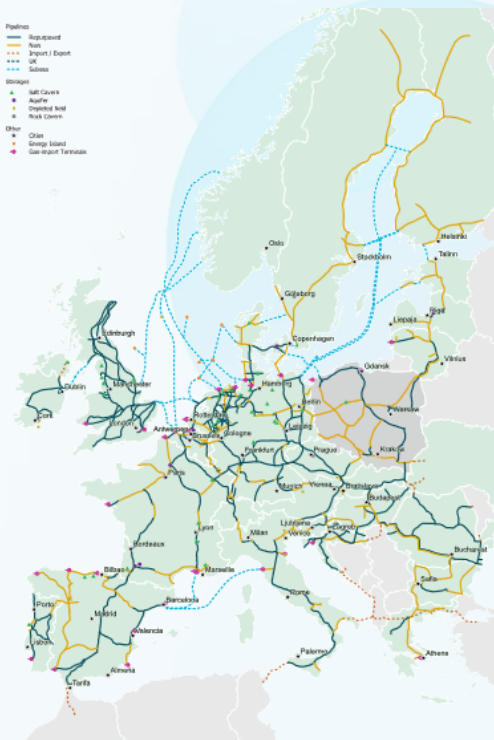 Pipelines
Repurposed
New
Import / Export
UK
Subsea
Storages
Salt Cavern
Aquifer
Depleted field
Rock Cavern
Other
Cities
Energy Island
Gas-Import Terminals
Oslo
Helsinki
Stockholm
Talinn
Göteborg
Riga
Liepaja
Edinburgh
Copenhagen
Vilnius
Gdansk
Dublin
Manchester
Hamburg
Berlin
Warsaw
Cork
London
Rotterdam
Antwerpen
Brussels
Cologne
Leipzig
Frankfurt
Prague
Krakow
Paris
Munich
Vienna
Bratislava
Budapest
Lyon
Milan
Ljubljana
Venice
Zagreb
Bordeaux
Bucharest
Bilbao
Marseille
Sofia
Porto
Madrid
Barcelona
Rome
Valencia
Lisbon
Almeria
Palermo
Athens
Tarifa